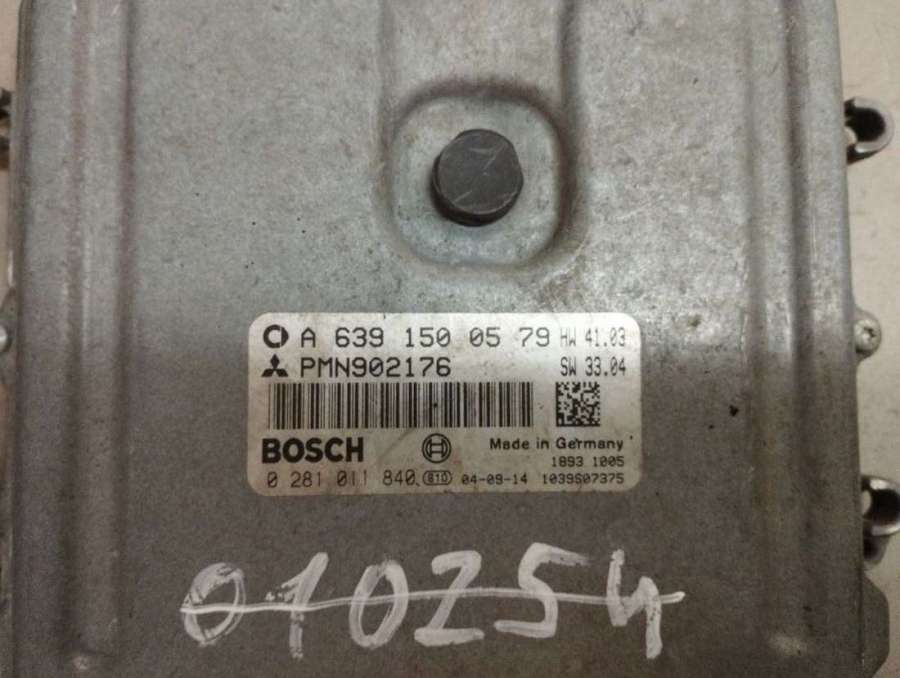 A 639 150 05 79 HW 41.03
PMN902176 SW 33.04
BOSCH Made in Germany
1893 1005
0 281 011 840 810 04-09-14 1039S07375
010254